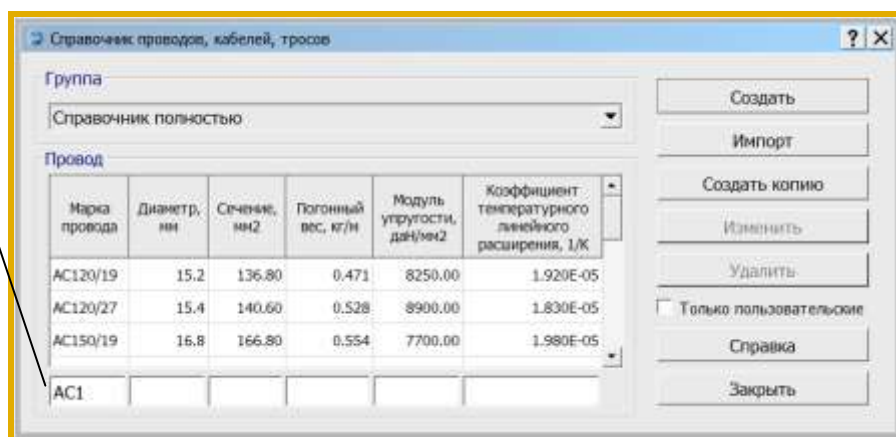 Справочник проводов, кабелей, тросов ? X
Группа
Справочник полностью
Создать
Импорт
Провод
Марка провода Диаметр, мм Сечение, мм2 Погонный вес, кг/м Модуль упругости, даН/мм2 Коэффициент температурного линейного расширения, 1/К
Создать копию
Изменить
AC120/19 15.2 136.80 0.471 8250.00 1.920E-05
Удалить
AC120/27 15.4 140.60 0.528 8900.00 1.830E-05
Только пользовательские
AC150/19 16.8 166.80 0.554 7700.00 1.980E-05
Справка
AC1
Закрыть